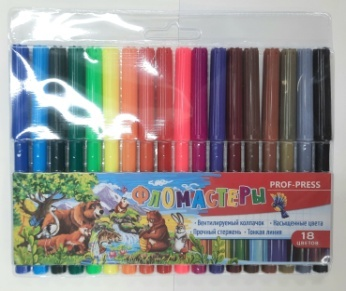 ФЛОМАСТЕРЫ
PROF-PRESS
• Вентилируемый колпачок • Насыщенные цвета
• Прочный стержень • Тонкая линия
18
ЦВЕТОВ